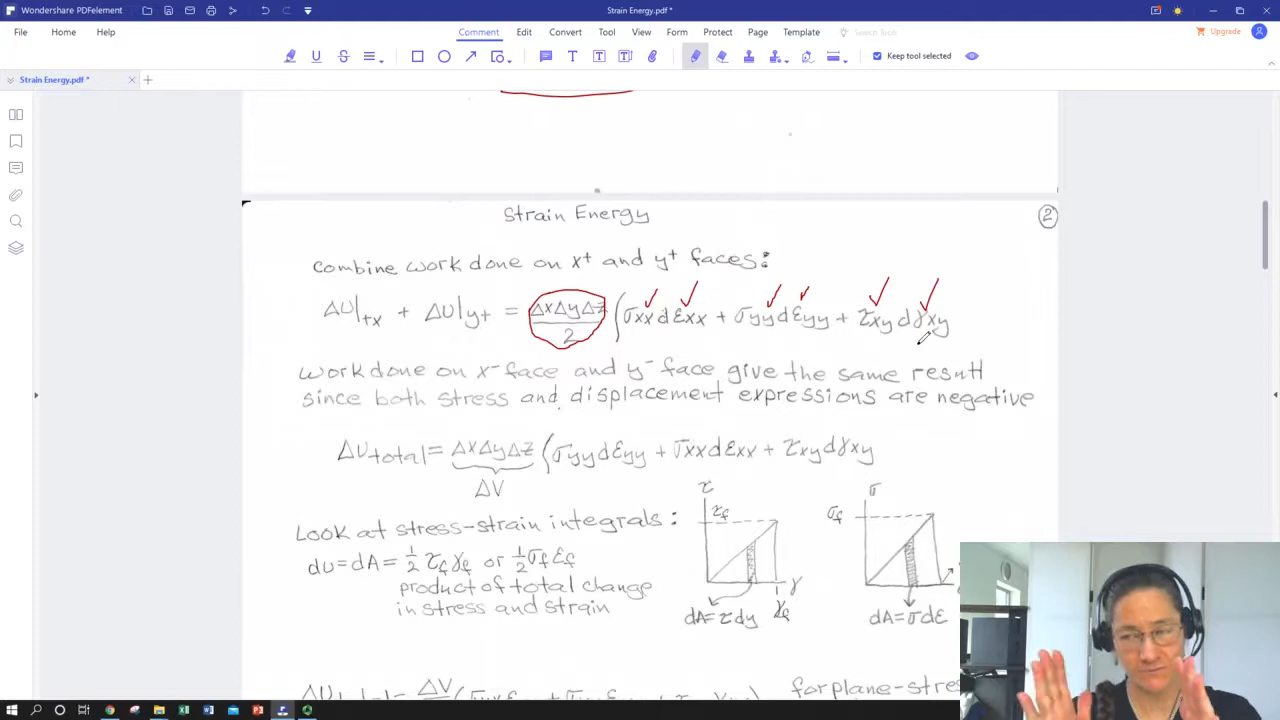 Wondershare PDFelement
Strain Energy.pdf *
File Home Help
Comment Edit Convert Tool View Form Protect Page Template Search Tools
Upgrade
Keep tool selected
Strain Energy.pdf *
Strain Energy
2
combine work done on x⁺ and y⁺ faces:
ΔU|+x + ΔU|y+ = ΔxΔyΔz/2 (σxx dεxx + σyy dεyy + τxy dγxy
work done on x⁻ face and y⁻ face give the same result
since both stress and displacement expressions are negative
ΔUtotal = ΔxΔyΔz (σyy dεyy + σxx dεxx + τxy dγxy
ΔV
Look at stress-strain integrals:
du = dA = 1/2 τf γf or 1/2 σf εf
product of total change
in stress and strain
τ
τf
γ
γf
dA = τdγ
σ
σf
dA = σdε
for plane-stre